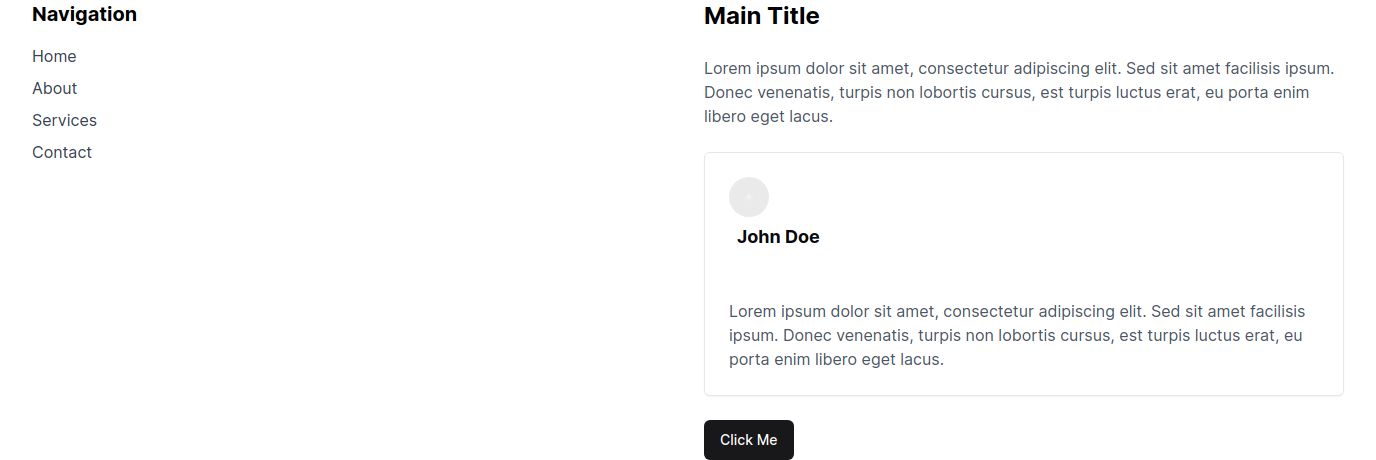 Navigation
Home
About
Services
Contact
Main Title
Lorem ipsum dolor sit amet, consectetur adipiscing elit. Sed sit amet facilisis ipsum.
Donec venenatis, turpis non lobortis cursus, est turpis luctus erat, eu porta enim
libero eget lacus.
John Doe
Lorem ipsum dolor sit amet, consectetur adipiscing elit. Sed sit amet facilisis
ipsum. Donec venenatis, turpis non lobortis cursus, est turpis luctus erat, eu
porta enim libero eget lacus.
Click Me